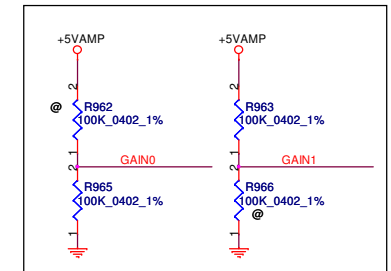 +5VAMP +5VAMP
2 2
@ R962 R963
100K_0402_1% 100K_0402_1%
1 1
GAIN0 GAIN1
2 2
R965 R966
100K_0402_1% 100K_0402_1%
@
1 1